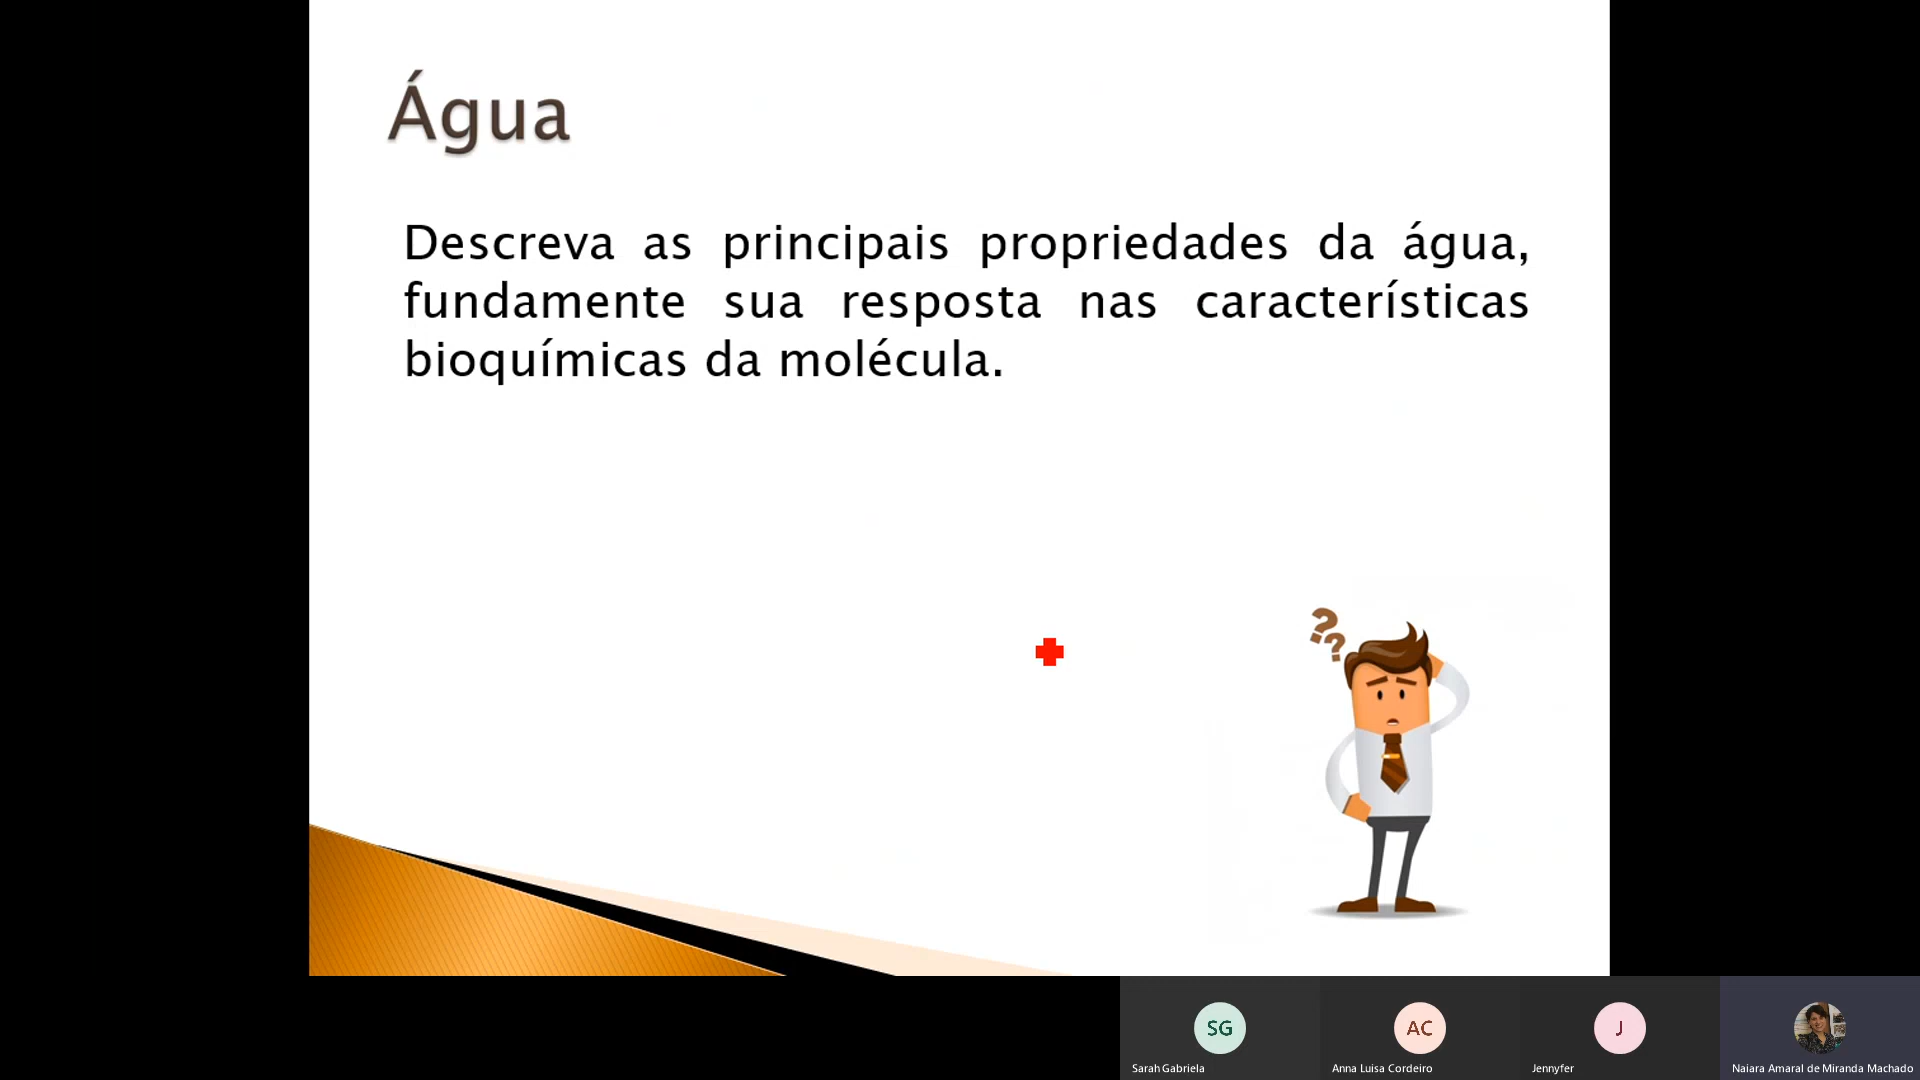 Água
Descreva as principais propriedades da água,
fundamente sua resposta nas características
bioquímicas da molécula.
??
SG
AC
J
Sarah Gabriela
Anna Luisa Cordeiro
Jennyfer
Naiara Amaral de Miranda Machado